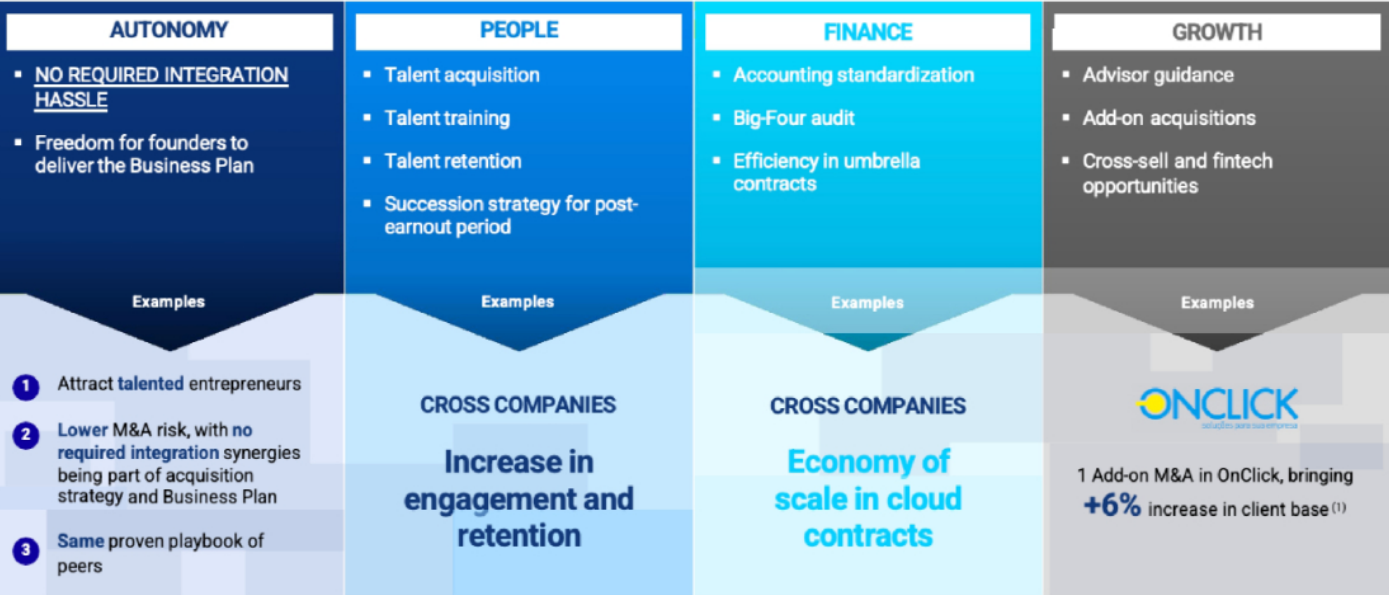 AUTONOMY
▪ NO REQUIRED INTEGRATION
HASSLE
▪ Freedom for founders to
deliver the Business Plan
Examples
1 Attract talented entrepreneurs
2 Lower M&A risk, with no
required integration synergies
being part of acquisition
strategy and Business Plan
3 Same proven playbook of
peers
PEOPLE
▪ Talent acquisition
▪ Talent training
▪ Talent retention
▪ Succession strategy for post-
earnout period
Examples
CROSS COMPANIES
Increase in
engagement and
retention
FINANCE
▪ Accounting standardization
▪ Big-Four audit
▪ Efficiency in umbrella
contracts
Examples
CROSS COMPANIES
Economy of
scale in cloud
contracts
GROWTH
▪ Advisor guidance
▪ Add-on acquisitions
▪ Cross-sell and fintech
opportunities
Examples
ONCLICK
soluções para sua empresa
1 Add-on M&A in OnClick, bringing
+6% increase in client base (1)